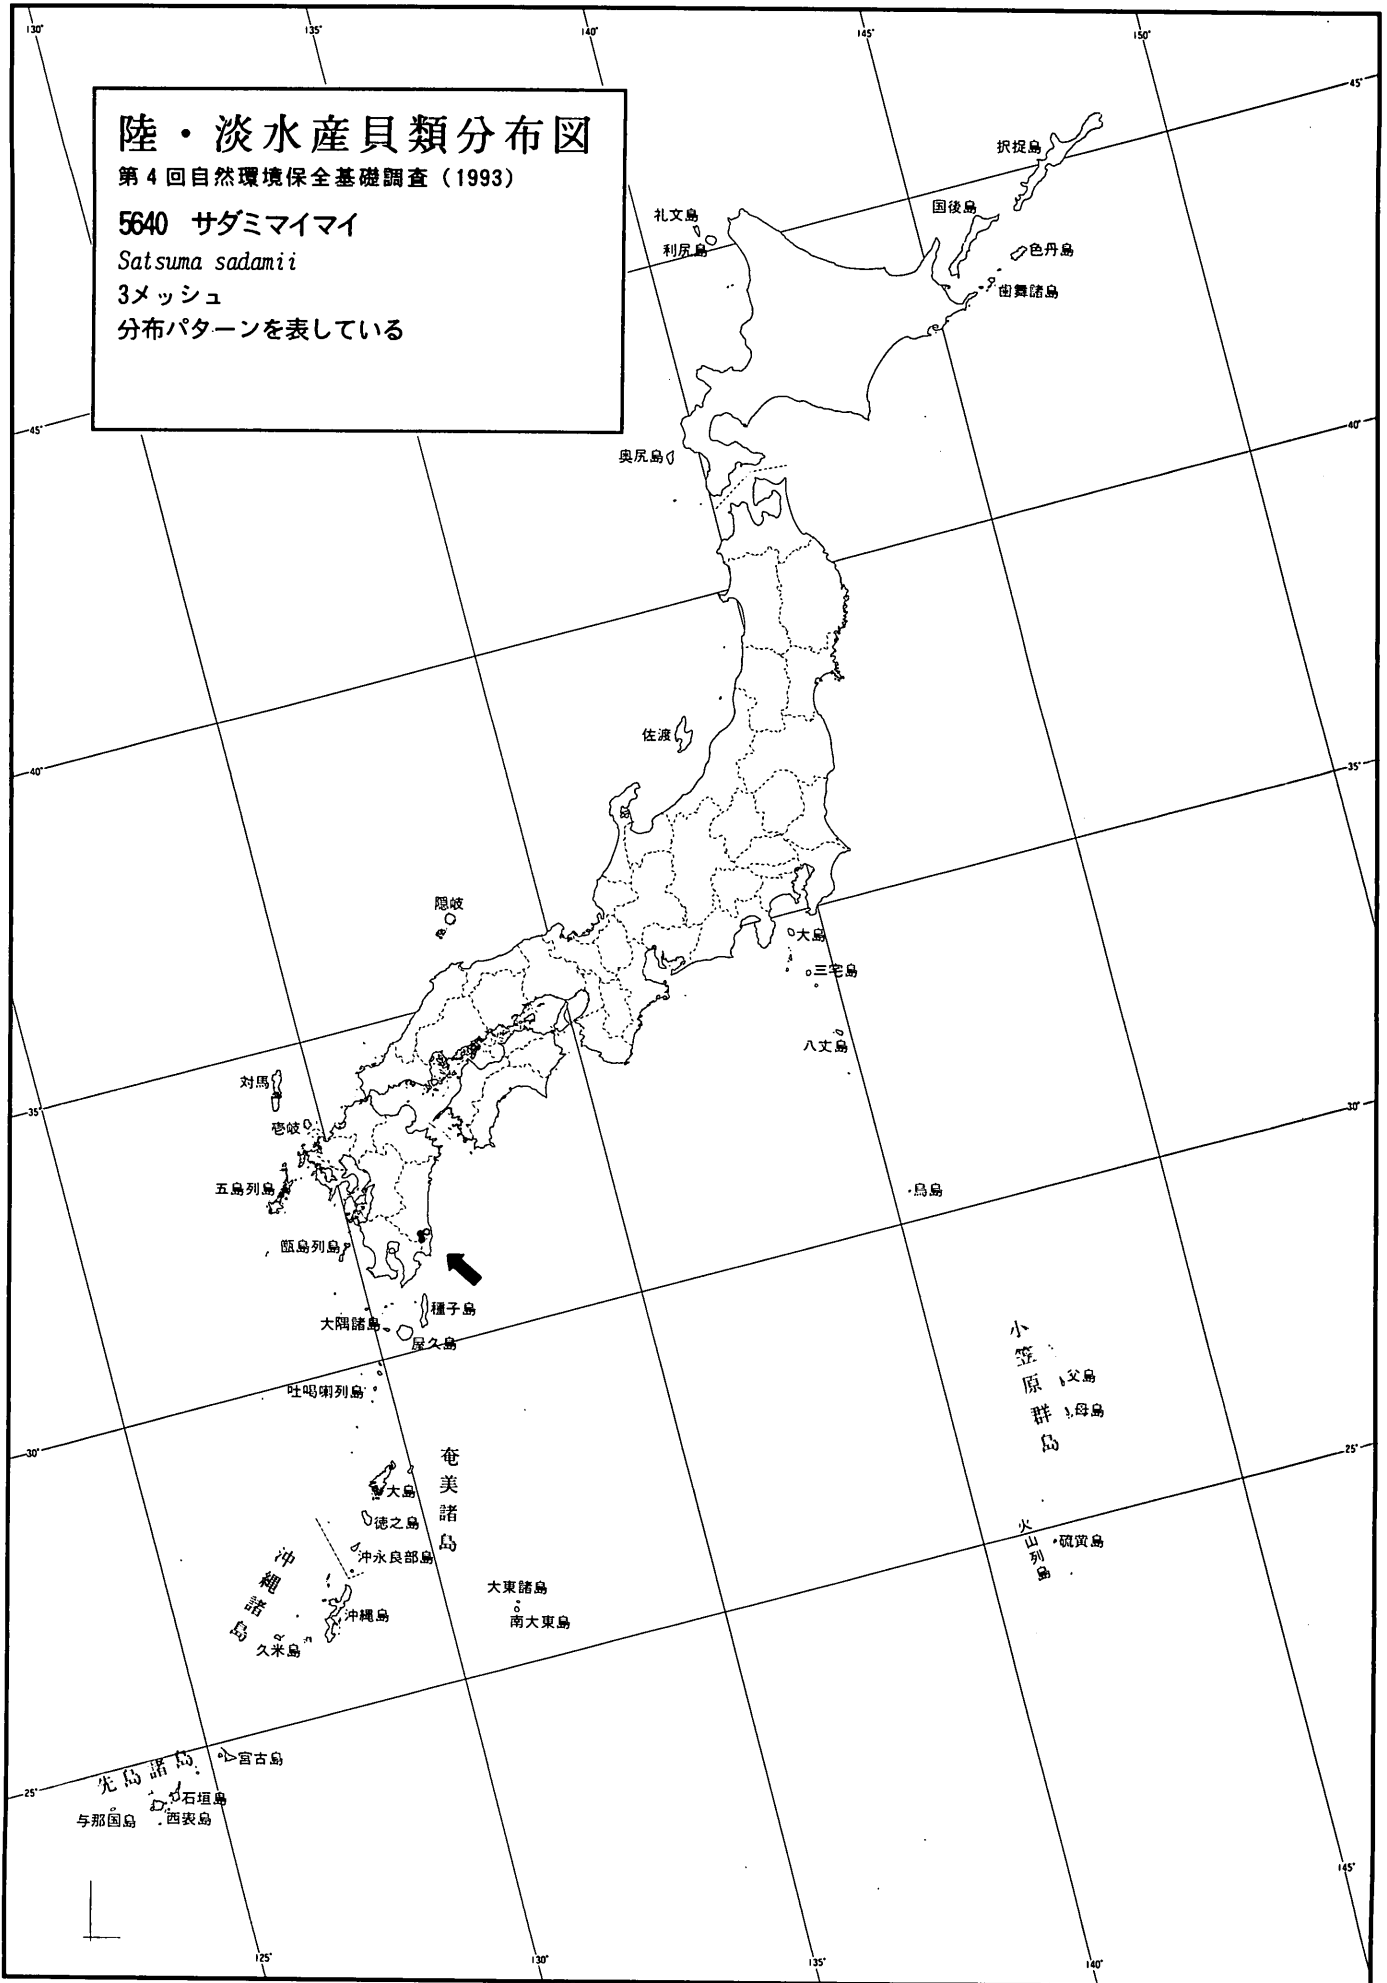 130°
135°
140°
145°
150°
陸・淡水産貝類分布図
第4回自然環境保全基礎調査（1993）
5640 サダミマイマイ
Satsuma sadamii
3メッシュ
分布パターンを表している
45°
択捉島
国後島
礼文島
利尻島
色丹島
歯舞諸島
45°
40°
奥尻島
佐渡
40°
35°
隠岐
大島
三宅島
八丈島
対馬
35°
壱岐
30°
五島列島
鳥島
甑島列島
種子島
大隅諸島
屋久島
吐噶喇列島
小笠原群島
父島
母島
30°
25°
奄美諸島
大島
徳之島
沖永良部島
火山列島
硫黄島
沖縄諸島
沖縄島
久米島
大東諸島
南大東島
先島諸島
宮古島
25°
石垣島
与那国島
西表島
125°
130°
135°
140°
145°